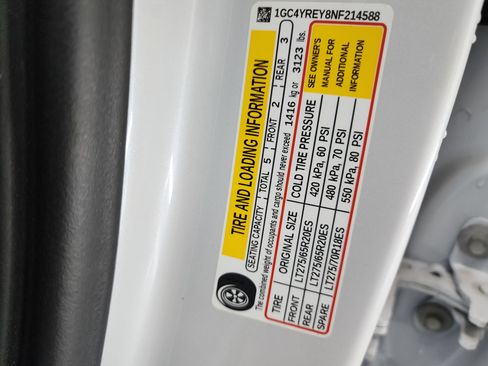 1GC4YREY8NF214588
TIRE AND LOADING INFORMATION
SEATING CAPACITY TOTAL 5 FRONT 2 REAR 3
The combined weight of occupants and cargo should never exceed 1416 kg or 3123 lbs.
TIRE ORIGINAL SIZE COLD TIRE PRESSURE
FRONT LT275/65R20ES 420 kPa, 60 PSI
REAR LT275/65R20ES 480 kPa, 70 PSI
SPARE LT275/70R18ES 550 kPa, 80 PSI
SEE OWNER'S
MANUAL FOR
ADDITIONAL
INFORMATION